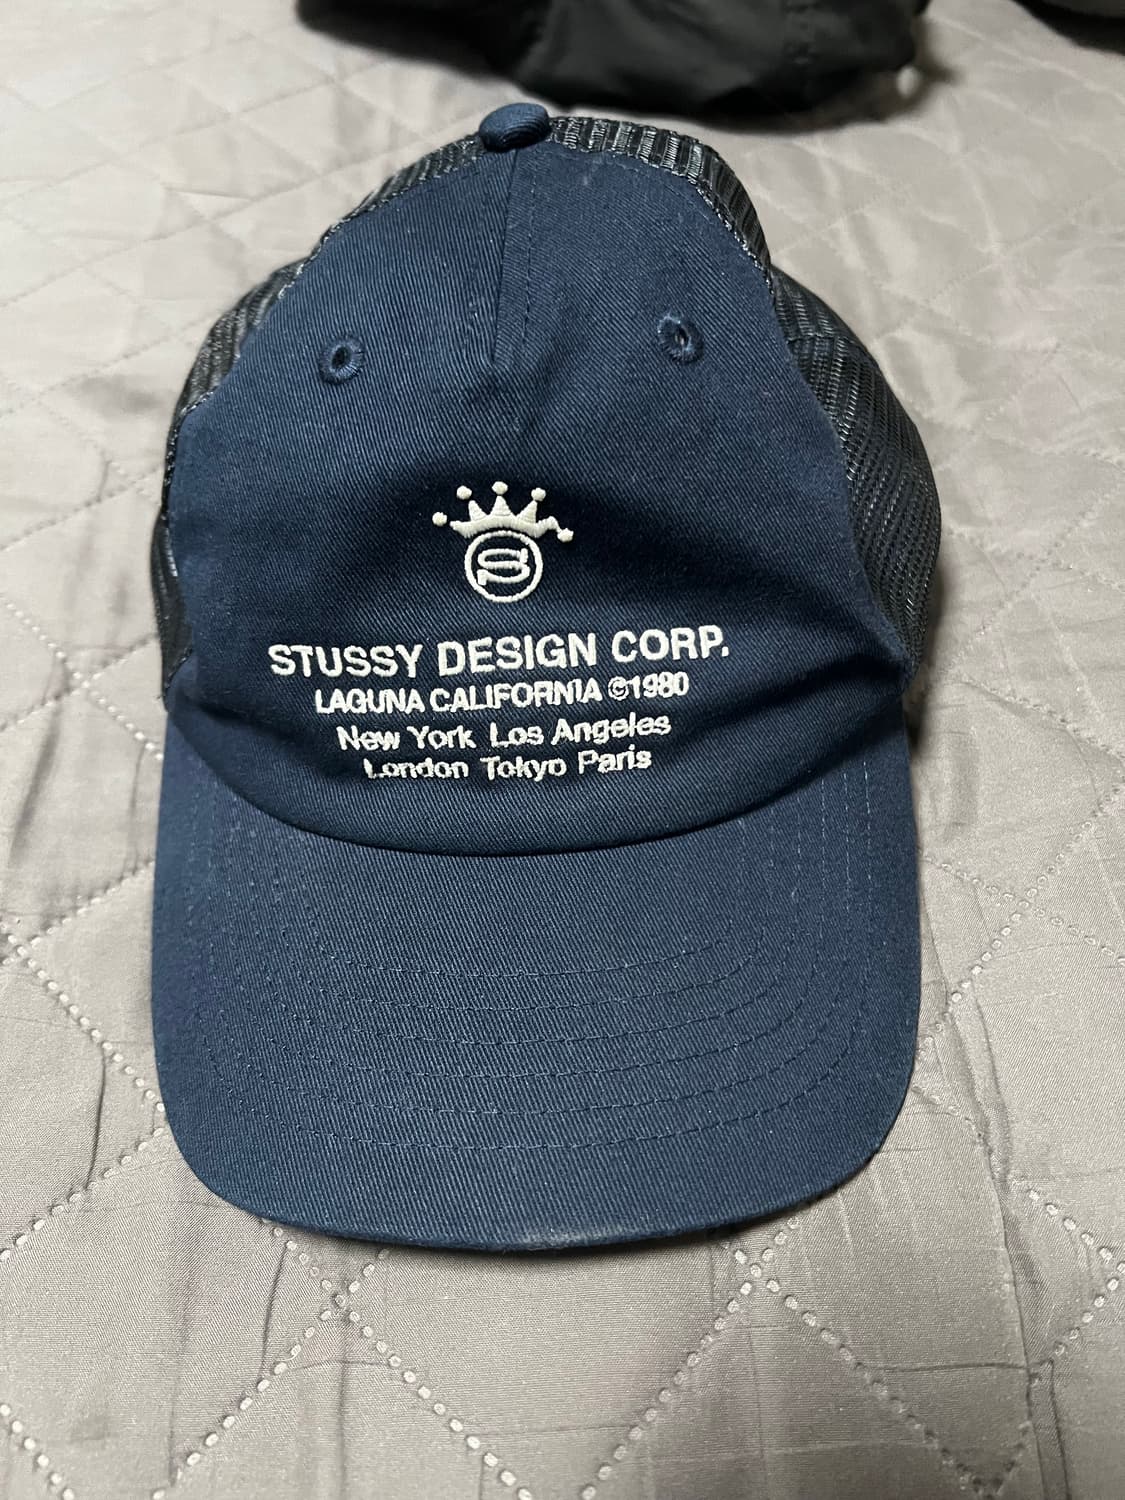 S
STUSSY DESIGN CORP.
LAGUNA CALIFORNIA ©1980
New York Los Angeles
London Tokyo Paris